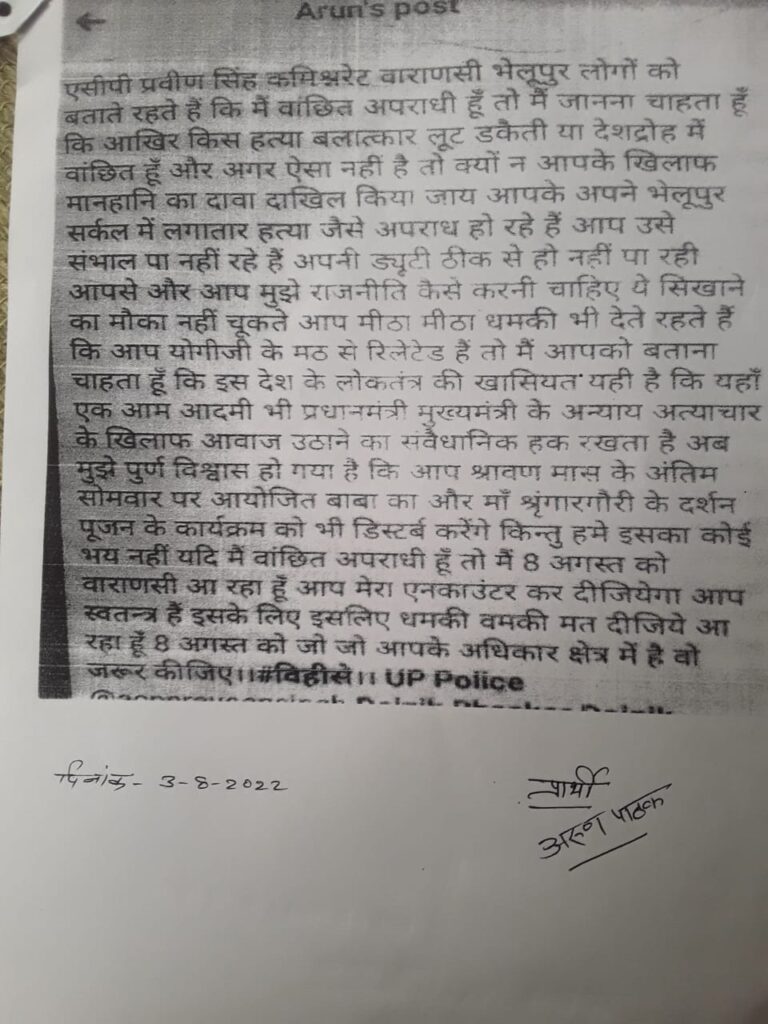 Arun's post
एसीपी प्रवीण सिंह कमिश्नरेट वाराणसी भेलूपुर लोगों को
बताते रहते हैं कि मैं वांछित अपराधी हूँ तो मैं जानना चाहता हूँ
कि आखिर किस हत्या बलात्कार लूट डकैती या देशद्रोह में
वांछित हूँ और अगर ऐसा नहीं है तो क्यों न आपके खिलाफ
मानहानि का दावा दाखिल किया जाय आपके अपने भेलूपुर
सर्कल में लगातार हत्या जैसे अपराध हो रहे हैं आप उसे
संभाल पा नहीं रहे हैं अपनी ड्यूटी ठीक से हो नहीं पा रही
आपसे और आप मुझे राजनीति कैसे करनी चाहिए ये सिखाने
का मौका नहीं चूकते आप मीठा मीठा धमकी भी देते रहते हैं
कि आप योगीजी के मठ से रिलेटेड हैं तो मैं आपको बताना
चाहता हूँ कि इस देश के लोकतंत्र की खासियत यही है कि यहाँ
एक आम आदमी भी प्रधानमंत्री मुख्यमंत्री के अन्याय अत्याचार
के खिलाफ आवाज उठाने का संवैधानिक हक रखता है अब
मुझे पुर्ण विश्वास हो गया है कि आप श्रावण मास के अंतिम
सोमवार पर आयोजित बाबा का और माँ श्रृंगारगौरी के दर्शन
पूजन के कार्यक्रम को भी डिस्टर्ब करेंगे किन्तु हमे इसका कोई
भय नहीं यदि मैं वांछित अपराधी हूँ तो मैं 8 अगस्त को
वाराणसी आ रहा हूँ आप मेरा एनकाउंटर कर दीजियेगा आप
स्वतन्त्र हैं इसके लिए इसलिए धमकी वमकी मत दीजिये आ
रहा हूँ 8 अगस्त को जो जो आपके अधिकार क्षेत्र में है वो
जरूर कीजिए।।#विहीसे।। UP Police
दिनांक - 3-8-2022
प्रार्थी
अरुण पाठक